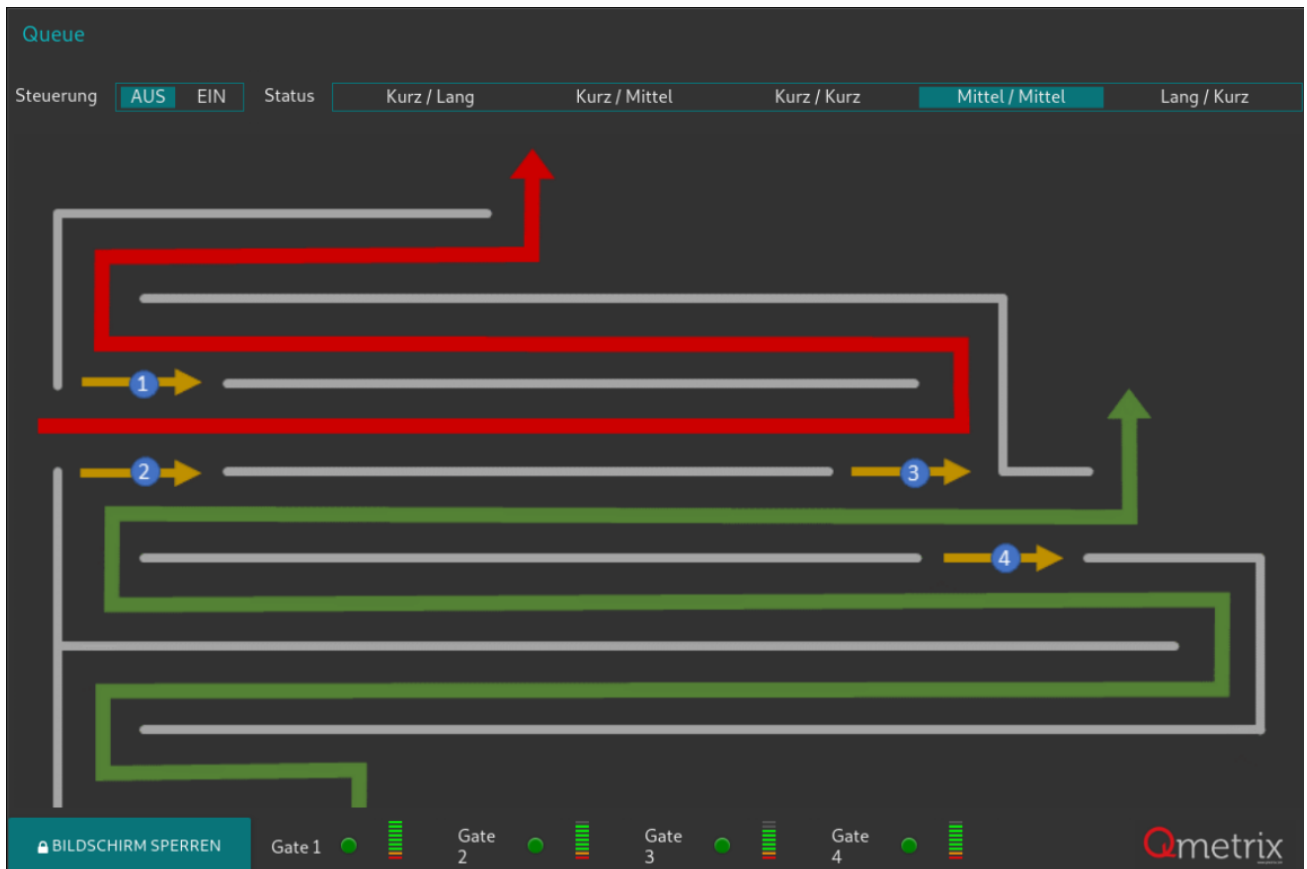 Queue
Steuerung AUS EIN Status Kurz / Lang Kurz / Mittel Kurz / Kurz Mittel / Mittel Lang / Kurz
1
2
3
4
BILDSCHIRM SPERREN Gate 1 Gate 2 Gate 3 Gate 4 Qmetrix